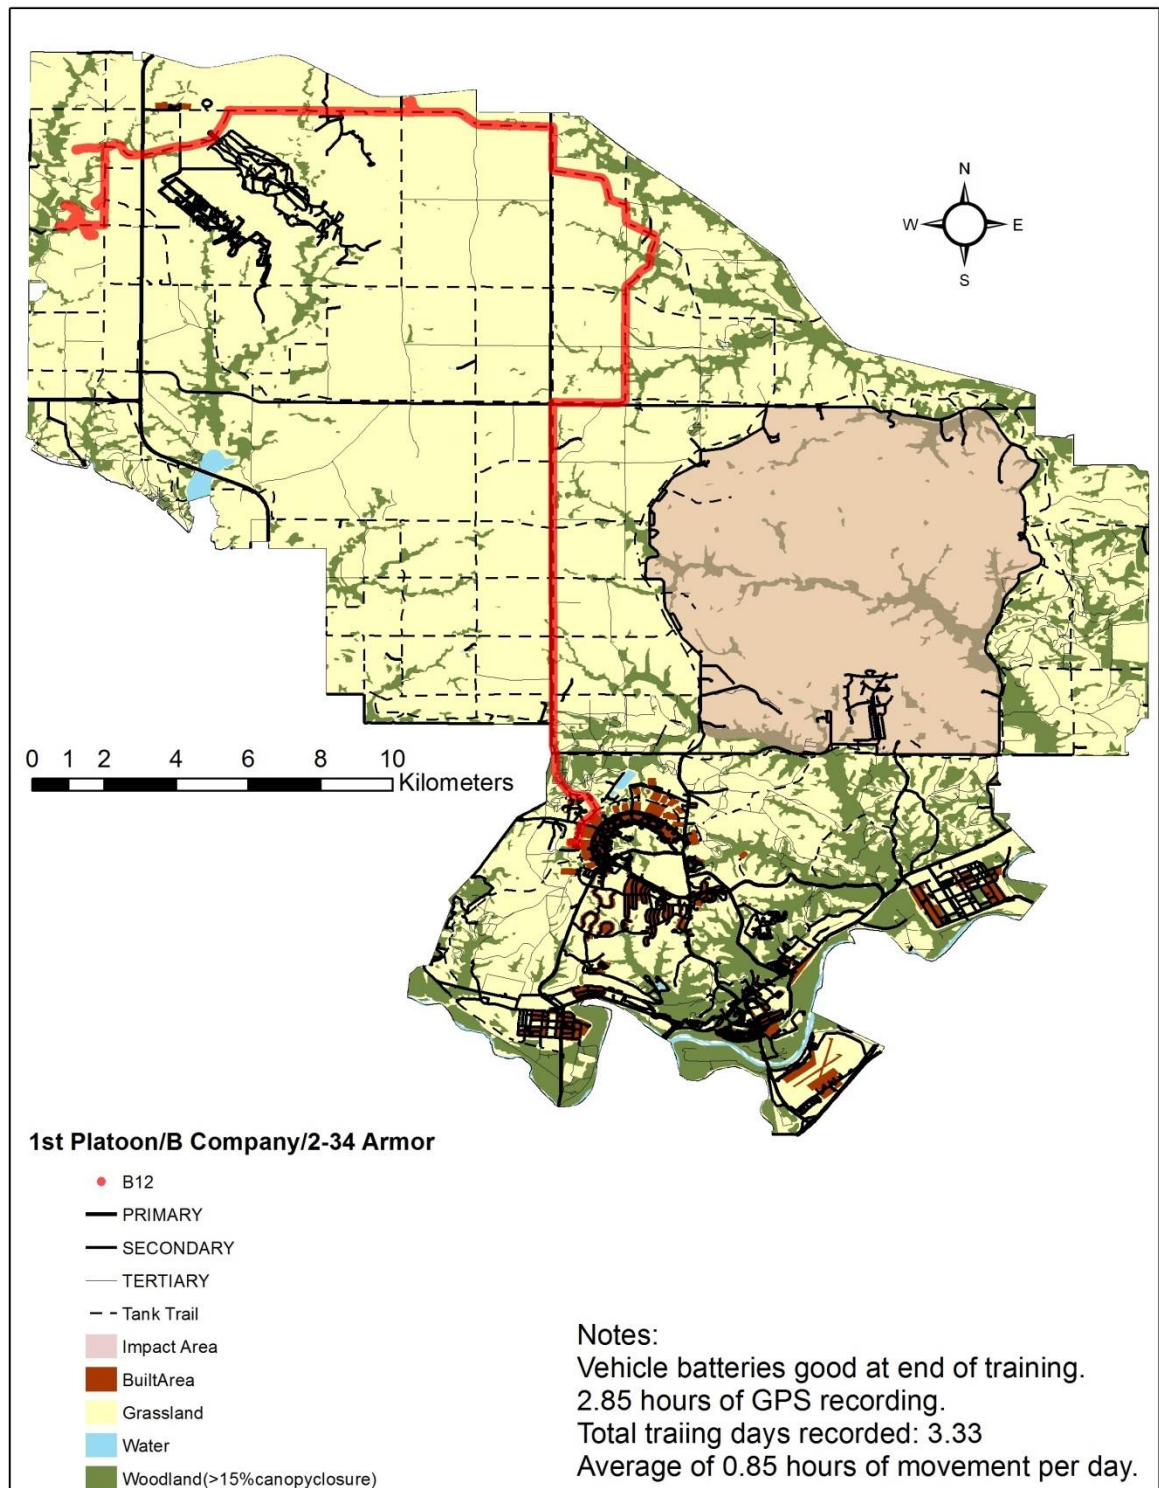 N
W E
S
0 1 2 4 6 8 10
Kilometers
1st Platoon/B Company/2-34 Armor
B12
PRIMARY
SECONDARY
TERTIARY
Tank Trail
Impact Area
BuiltArea
Grassland
Water
Woodland(>15%canopyclosure)
Notes:
Vehicle batteries good at end of training.
2.85 hours of GPS recording.
Total traiing days recorded: 3.33
Average of 0.85 hours of movement per day.